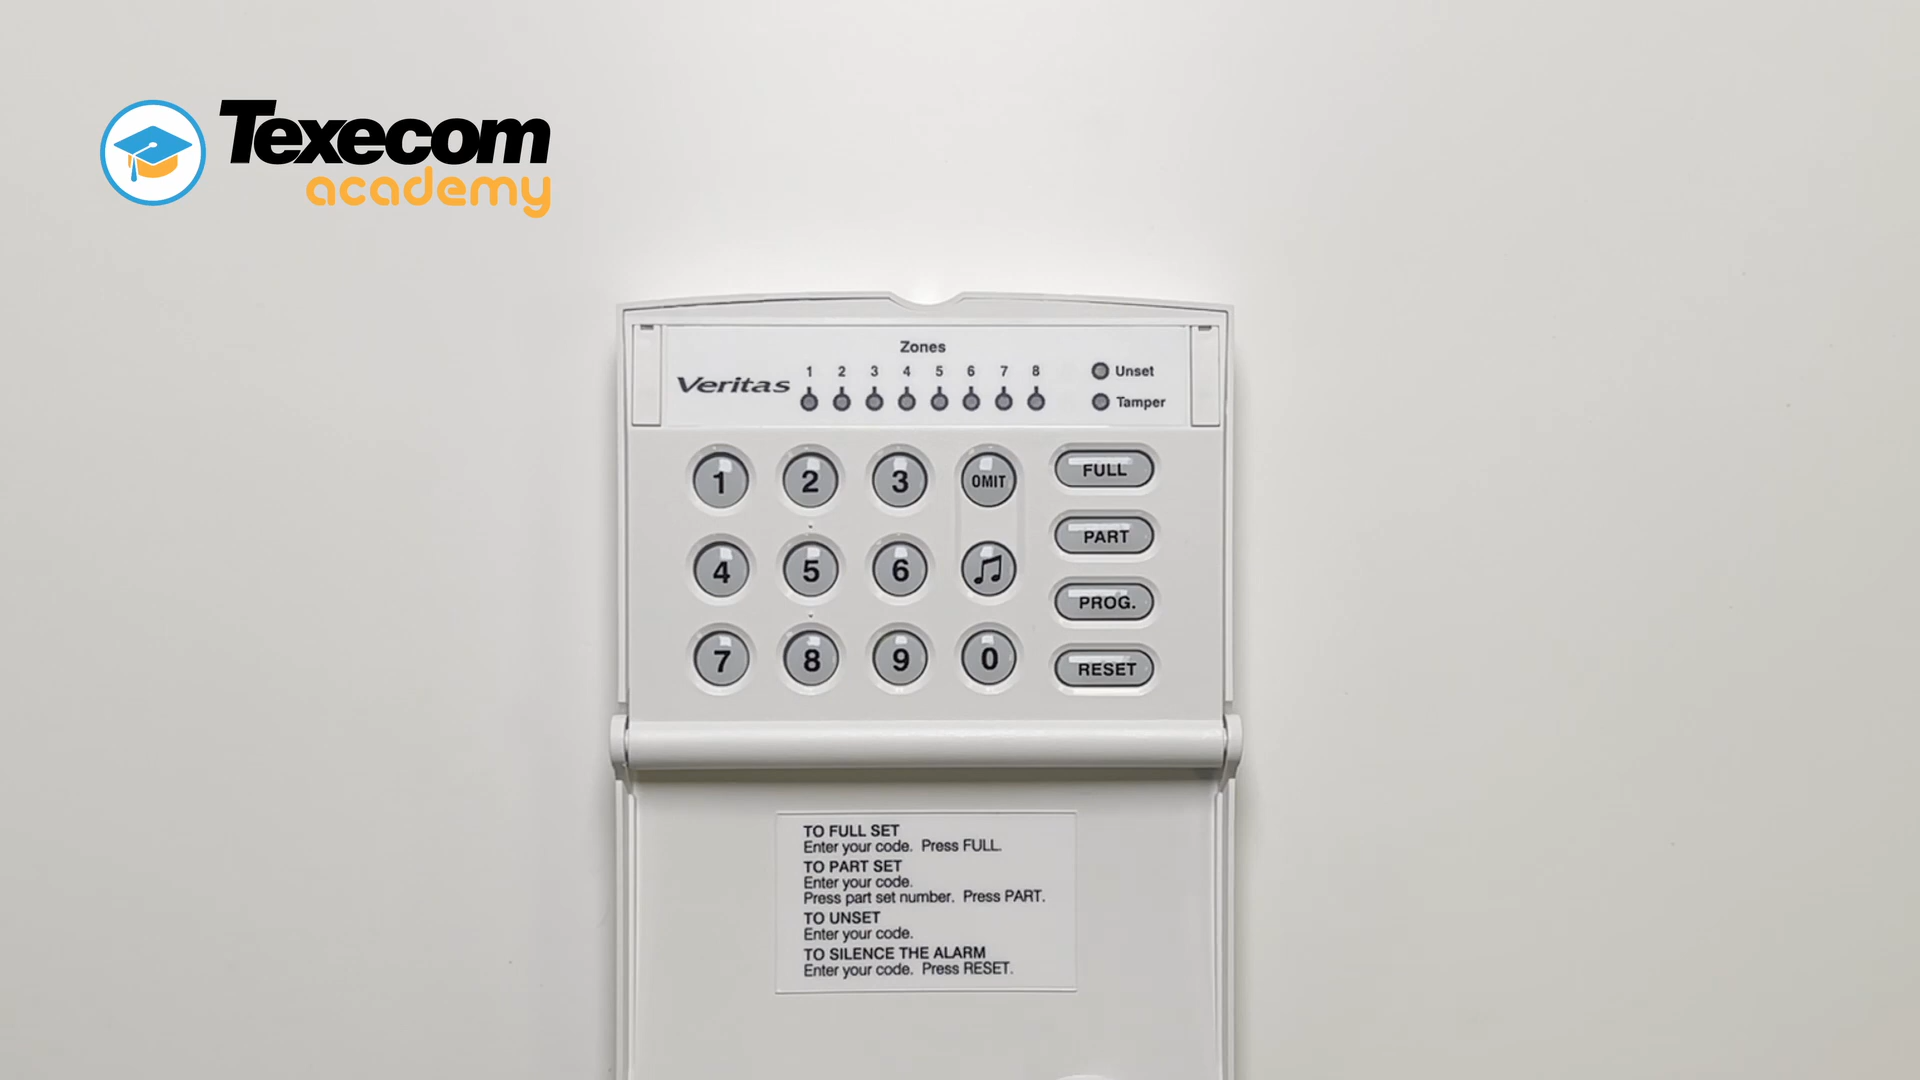 Texecom
academy
Zones
1 2 3 4 5 6 7 8
Veritas
Unset
Tamper
1 2 3 OMIT
FULL
PART
4 5 6
PROG.
7 8 9 0
RESET
TO FULL SET
Enter your code. Press FULL.
TO PART SET
Enter your code.
Press part set number. Press PART.
TO UNSET
Enter your code.
TO SILENCE THE ALARM
Enter your code. Press RESET.